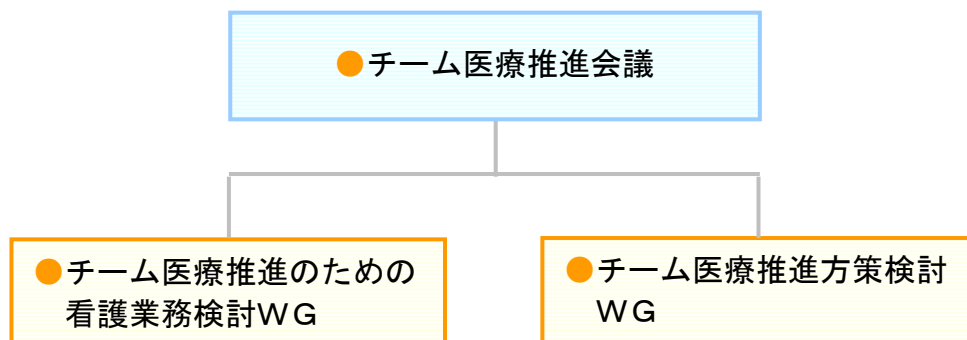 ●チーム医療推進会議
●チーム医療推進のための
看護業務検討ＷＧ
●チーム医療推進方策検討
ＷＧ